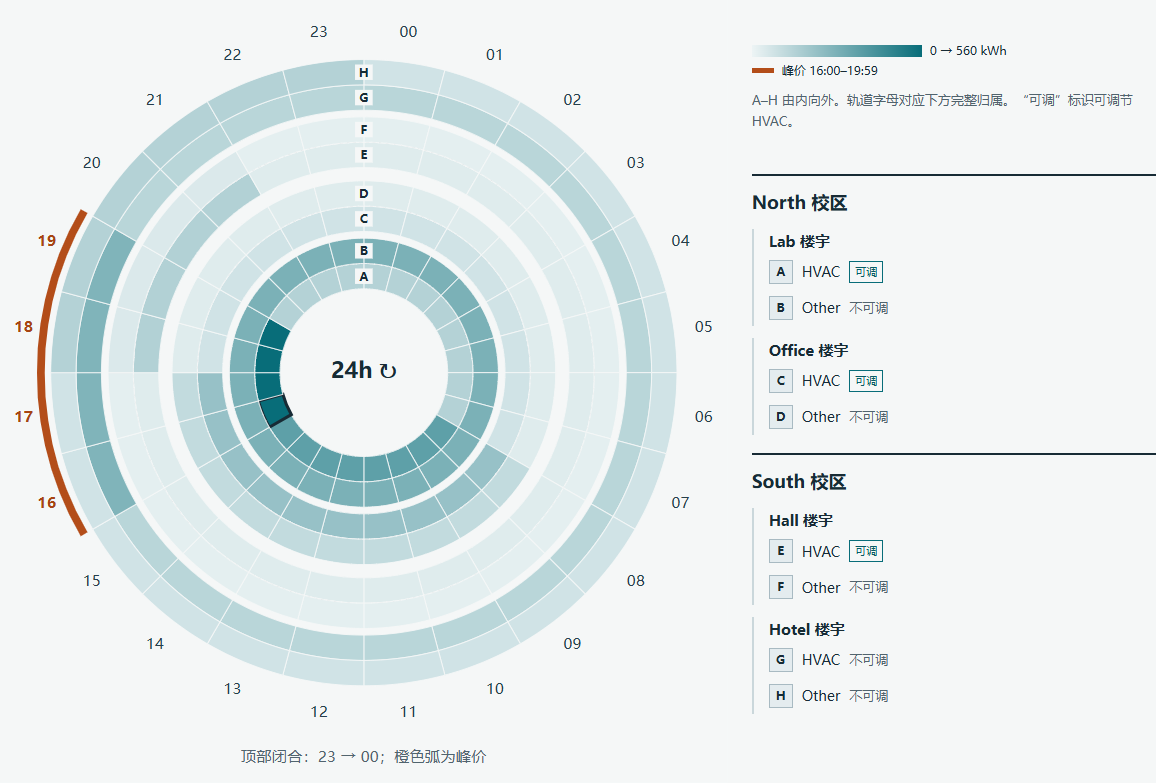 23
00
22
01
21
02
20
03
19
04
18
05
17
06
16
07
15
08
14
09
13
10
12
11
H
G
F
E
D
C
B
A
24h ↻
顶部闭合：23 → 00；橙色弧为峰价
0 → 560 kWh
峰价 16:00–19:59
A–H 由内向外。轨道字母对应下方完整归属。“可调”标识可调节
HVAC。
North 校区
Lab 楼宇
A HVAC 可调
B Other 不可调
Office 楼宇
C HVAC 可调
D Other 不可调
South 校区
Hall 楼宇
E HVAC 可调
F Other 不可调
Hotel 楼宇
G HVAC 不可调
H Other 不可调